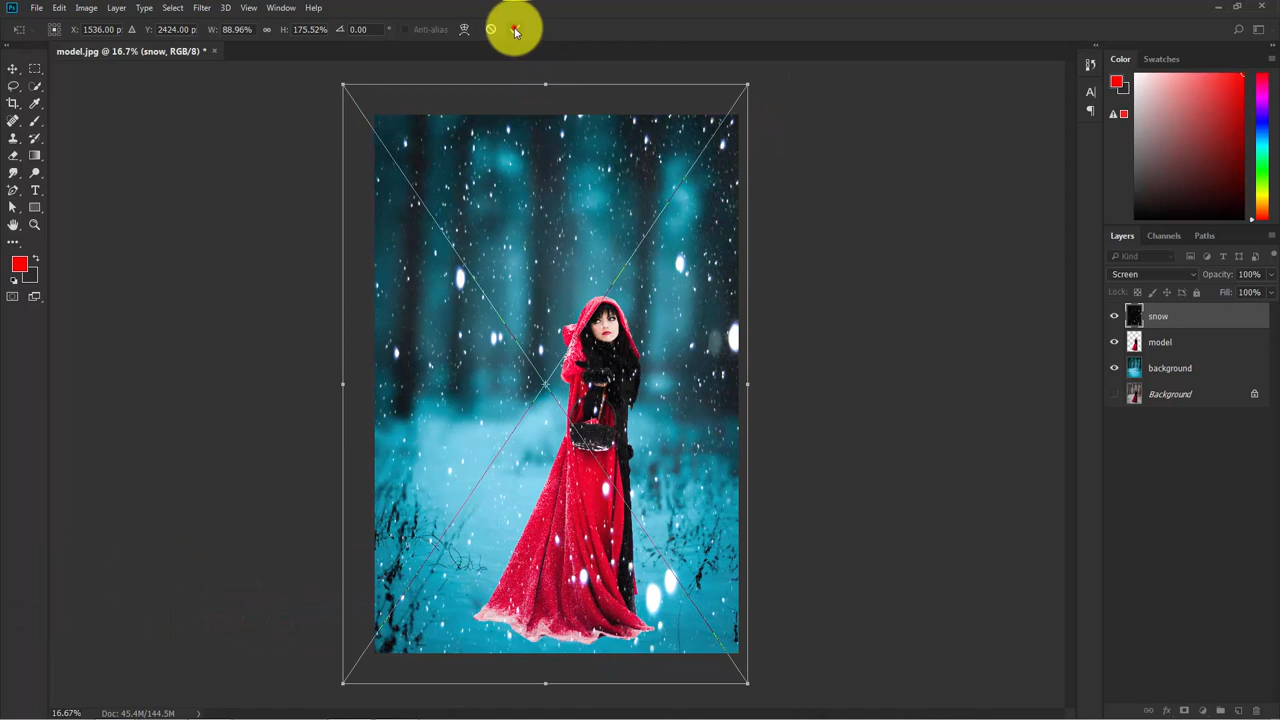 Ps File Edit Image Layer Type Select Filter 3D View Window Help
X: 1536.00 p Y: 2424.00 p W: 88.96% H: 175.52% 0.00 ° Anti-alias
model.jpg @ 16.7% (snow, RGB/8) * ×
Color Swatches
Layers Channels Paths
Kind
Screen Opacity: 100%
Lock: Fill: 100%
snow
model
background
Background
16.67% Doc: 45.4M/144.5M